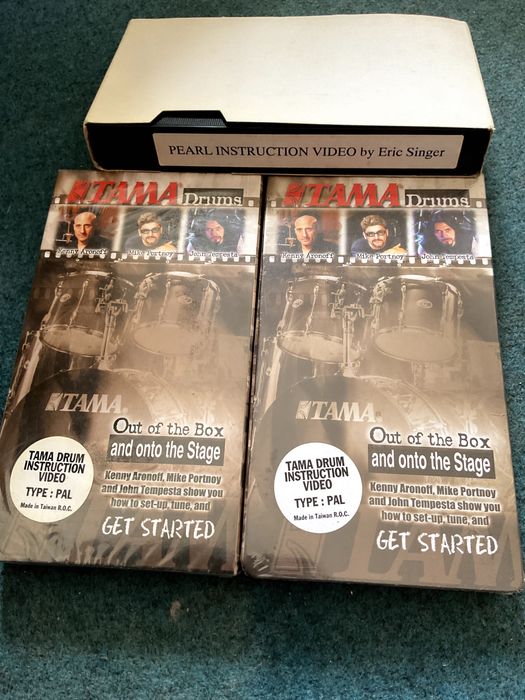 PEARL INSTRUCTION VIDEO by Eric Singer
TAMA Drums
Kenny Aronoff Mike Portnoy John Tempesta
TAMA
Out of the Box
and onto the Stage
TAMA DRUM
INSTRUCTION
VIDEO
TYPE : PAL
Made in Taiwan R.O.C.
Kenny Aronoff, Mike Portnoy
and John Tempesta show you
how to set-up, tune, and
GET STARTED
TAMA Drums
Kenny Aronoff Mike Portnoy John Tempesta
TAMA
Out of the Box
and onto the Stage
TAMA DRUM
INSTRUCTION
VIDEO
TYPE : PAL
Made in Taiwan R.O.C.
Kenny Aronoff, Mike Portnoy
and John Tempesta show you
how to set-up, tune, and
GET STARTED